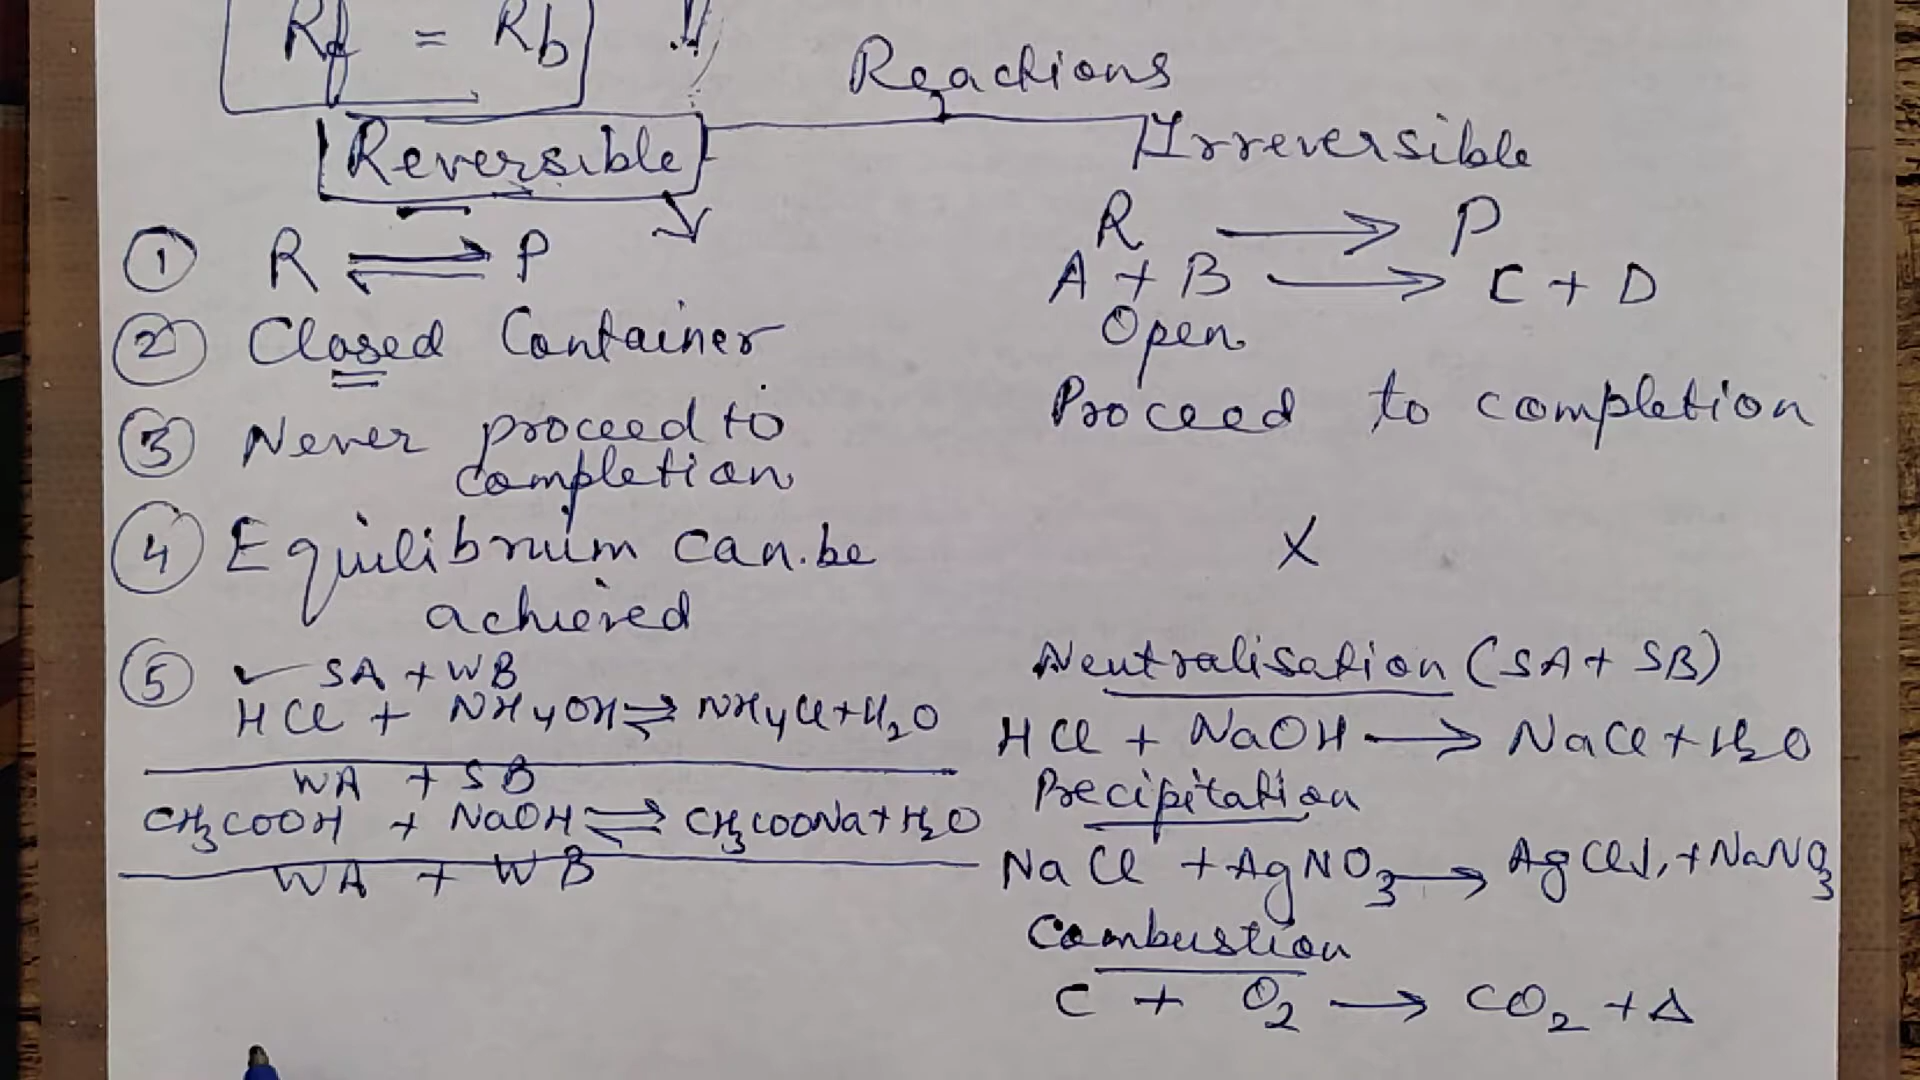 Rf = Rb
Reactions
Reversible
Irreversible
① R ⇌ P
R → P
A + B → C + D
② Closed Container
Open
③ Never proceed to
completion
Proceed to completion
④ Equilibrium can be
achieved
X
⑤ ✓ SA + WB
HCl + NH4OH ⇌ NH4Cl + H2O
WA + SB
CH3COOH + NaOH ⇌ CH3COONa + H2O
WA + WB
Neutralisation (SA + SB)
HCl + NaOH → NaCl + H2O
Precipitation
NaCl + AgNO3 → AgCl↓ + NaNO3
Combustion
C + O2 → CO2 + Δ